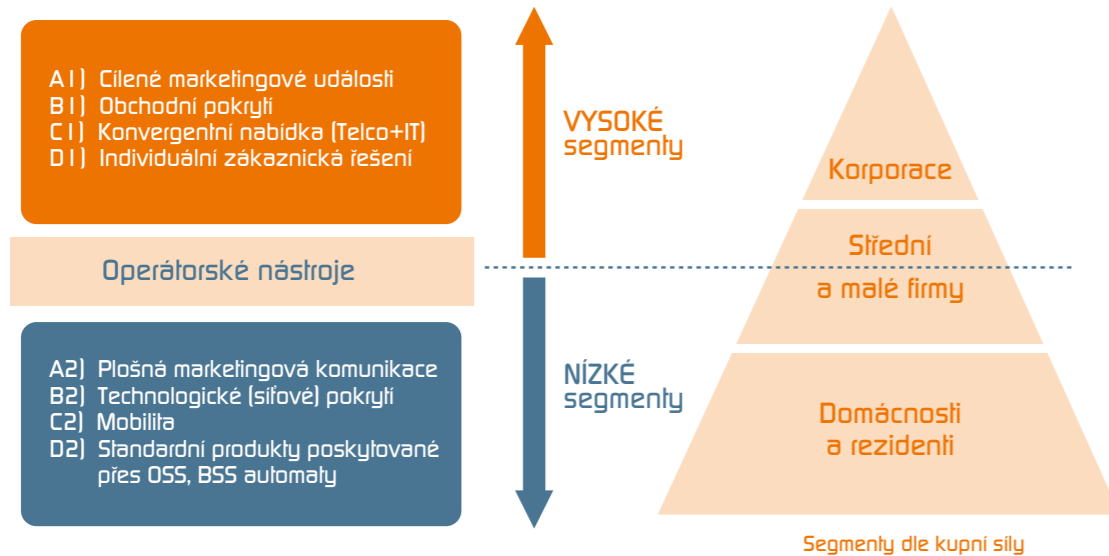 A1) Cílené marketingové události
B1) Obchodní pokrytí
C1) Konvergentní nabídka (Telco+IT)
D1) Individuální zákaznická řešení
Operátorské nástroje
A2) Plošná marketingová komunikace
B2) Technologické (síťové) pokrytí
C2) Mobilita
D2) Standardní produkty poskytované
přes OSS, BSS automaty
VYSOKÉ
segmenty
NÍZKÉ
segmenty
Korporace
Střední
a malé firmy
Domácnosti
a rezidenti
Segmenty dle kupní síly